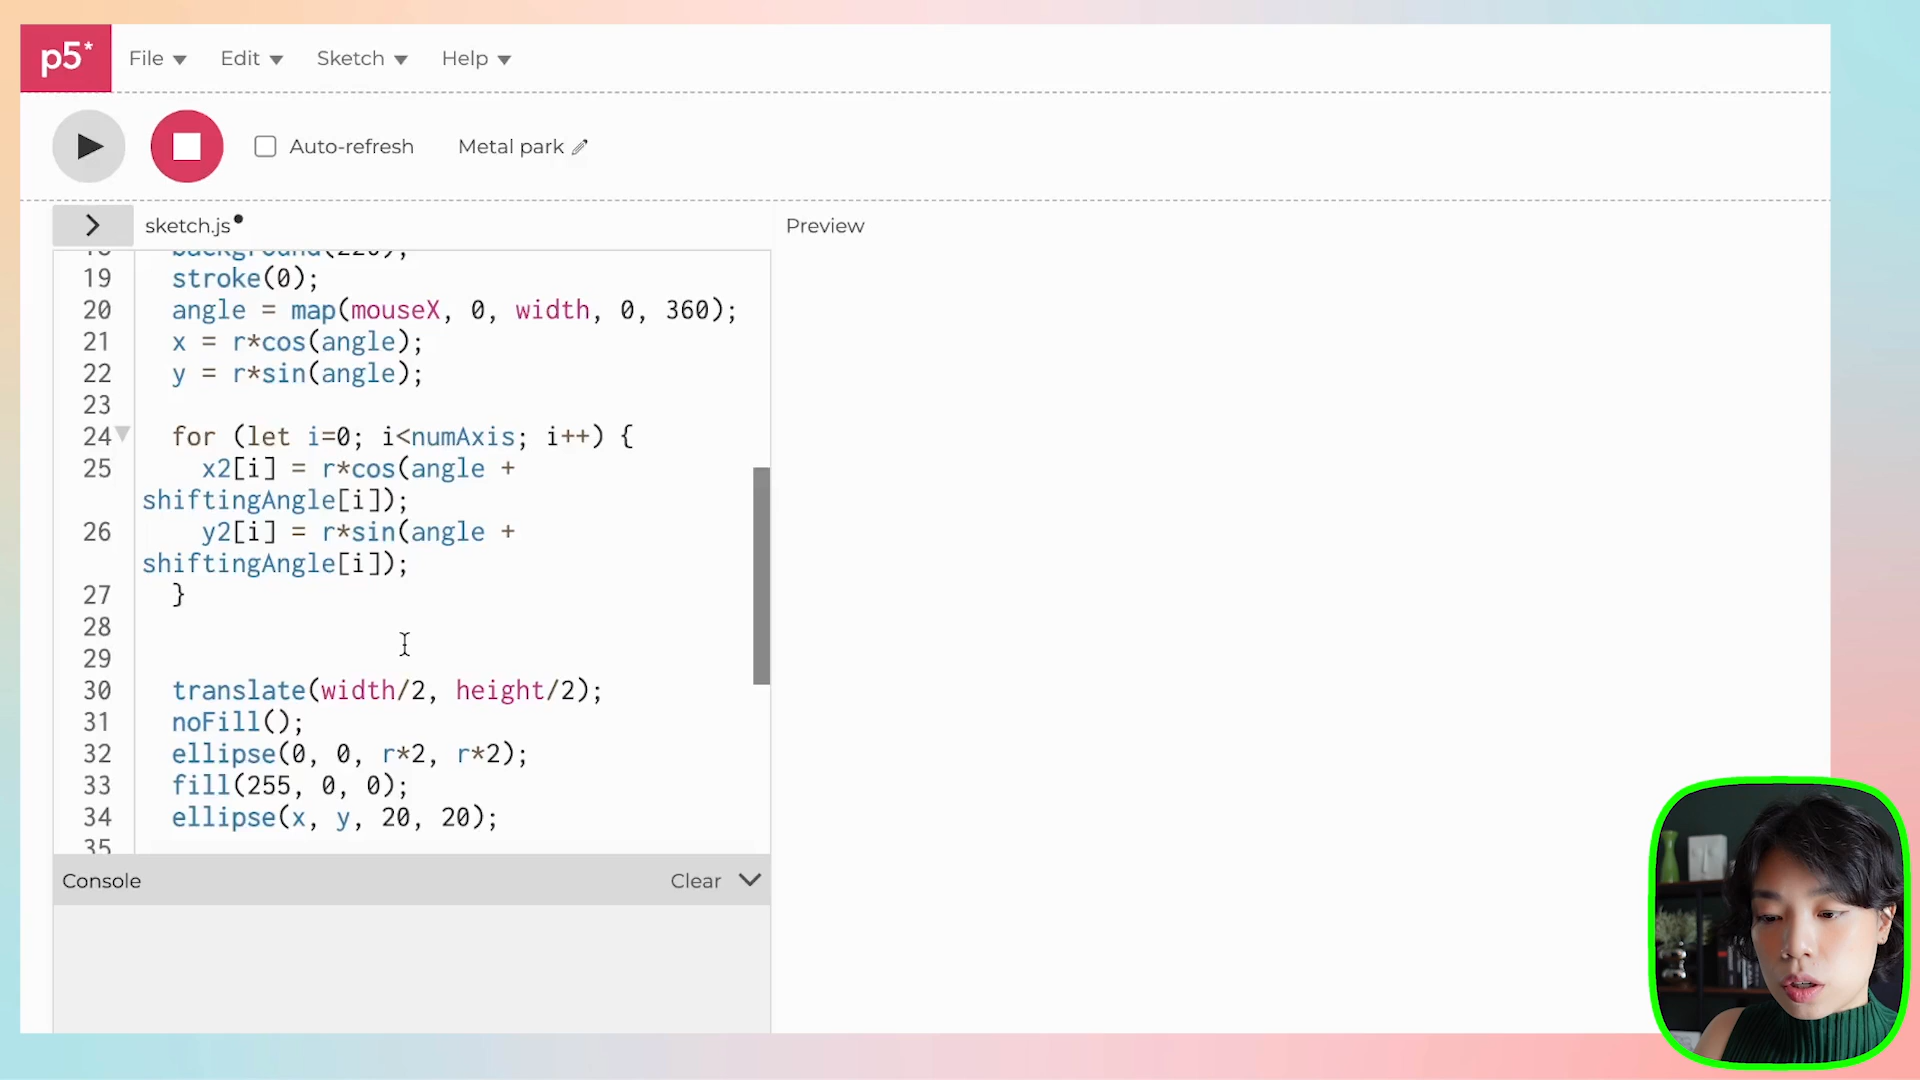 p5*
File Edit Sketch Help
Auto-refresh Metal park
sketch.js
Preview
18 background(220);
19 stroke(0);
20 angle = map(mouseX, 0, width, 0, 360);
21 x = r*cos(angle);
22 y = r*sin(angle);
23
24 for (let i=0; i<numAxis; i++) {
25 x2[i] = r*cos(angle +
shiftingAngle[i]);
26 y2[i] = r*sin(angle +
shiftingAngle[i]);
27 }
28
29
30 translate(width/2, height/2);
31 noFill();
32 ellipse(0, 0, r*2, r*2);
33 fill(255, 0, 0);
34 ellipse(x, y, 20, 20);
35
Console Clear